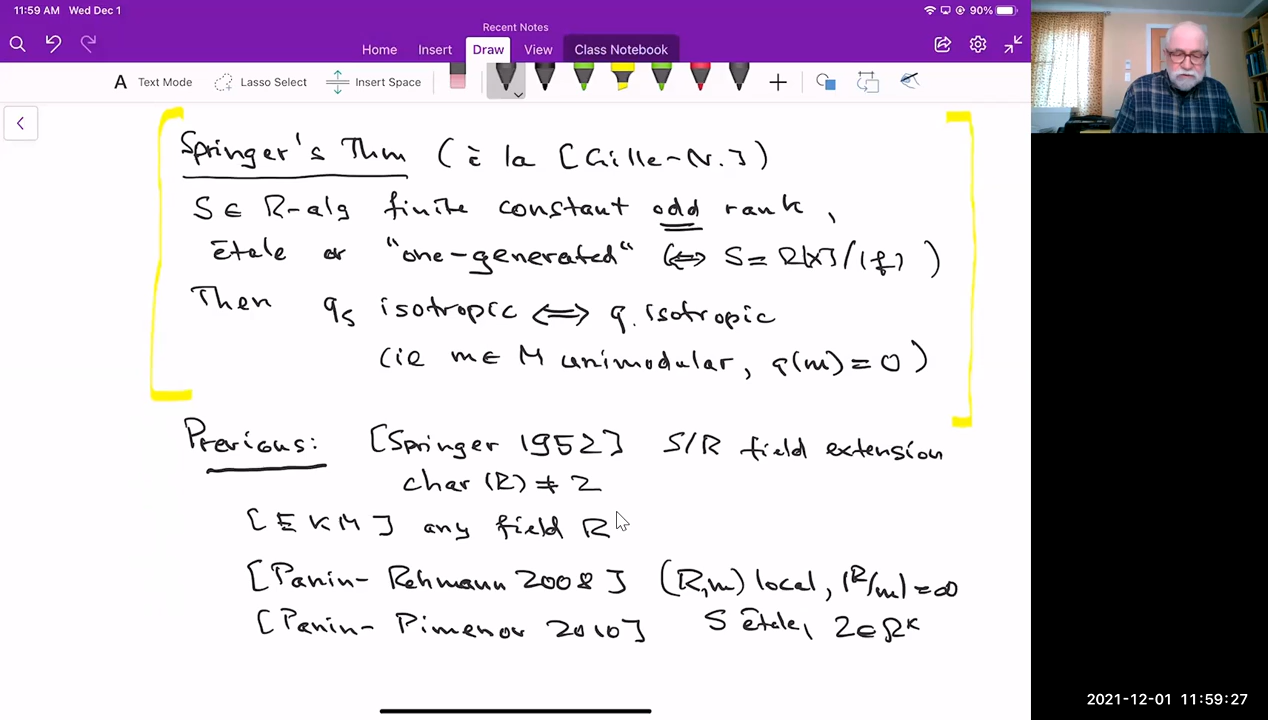 11:59 AM Wed Dec 1
90%
Recent Notes
Home Insert Draw View Class Notebook
Text Mode Lasso Select Insert Space
Springer's Thm (à la [Gille-N.])
S ∈ R-alg finite constant odd rank,
étale or "one-generated" (⇔ S = R[X]/(f))
Then q_S isotropic ⇔ q isotropic
(ie m ∈ M unimodular, q(m) = 0)
Previous: [Springer 1952] S/R field extension
char (R) ≠ 2
[EKM] any field R
[Panin-Rehmann 2008] (R,m) local, |R/m| = ∞
[Panin-Pimenov 2010] S étale, 2 ∈ R^x
2021-12-01 11:59:27